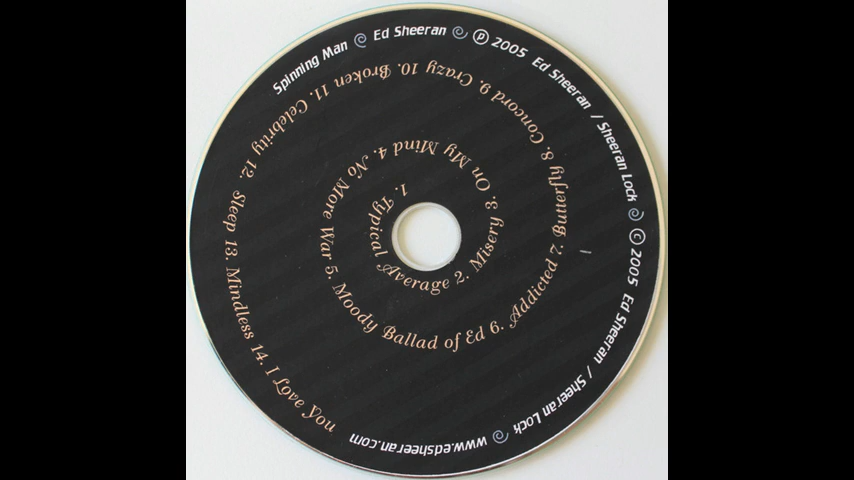 Spinning Man Ed Sheeran ℗ 2005 Ed Sheeran / Sheeran Lock © 2005 Ed Sheeran / Sheeran Lock www.edsheeran.com
1. Typical Average 2. Misery 3. On My Mind 4. No More War 5. Moody Ballad of Ed 6. Addicted 7. Butterfly 8. Concord 9. Crazy 10. Broken 11. Celebrity 12. Sleep 13. Mindless 14. I Love You